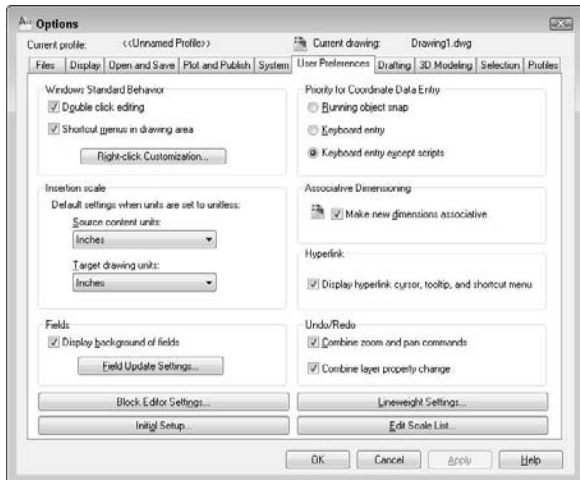 Options
Current profile: <<Unnamed Profile>> Current drawing: Drawing1.dwg
Files Display Open and Save Plot and Publish System User Preferences Drafting 3D Modeling Selection Profiles
Windows Standard Behavior
Double click editing
Shortcut menus in drawing area
Right-click Customization...
Insertion scale
Default settings when units are set to unitless:
Source content units:
Inches
Target drawing units:
Inches
Fields
Display background of fields
Field Update Settings...
Priority for Coordinate Data Entry
Running object snap
Keyboard entry
Keyboard entry except scripts
Associative Dimensioning
Make new dimensions associative
Hyperlink
Display hyperlink cursor, tooltip, and shortcut menu
Undo/Redo
Combine zoom and pan commands
Combine layer property change
Block Editor Settings... Lineweight Settings...
Initial Setup... Edit Scale List...
OK Cancel Apply Help